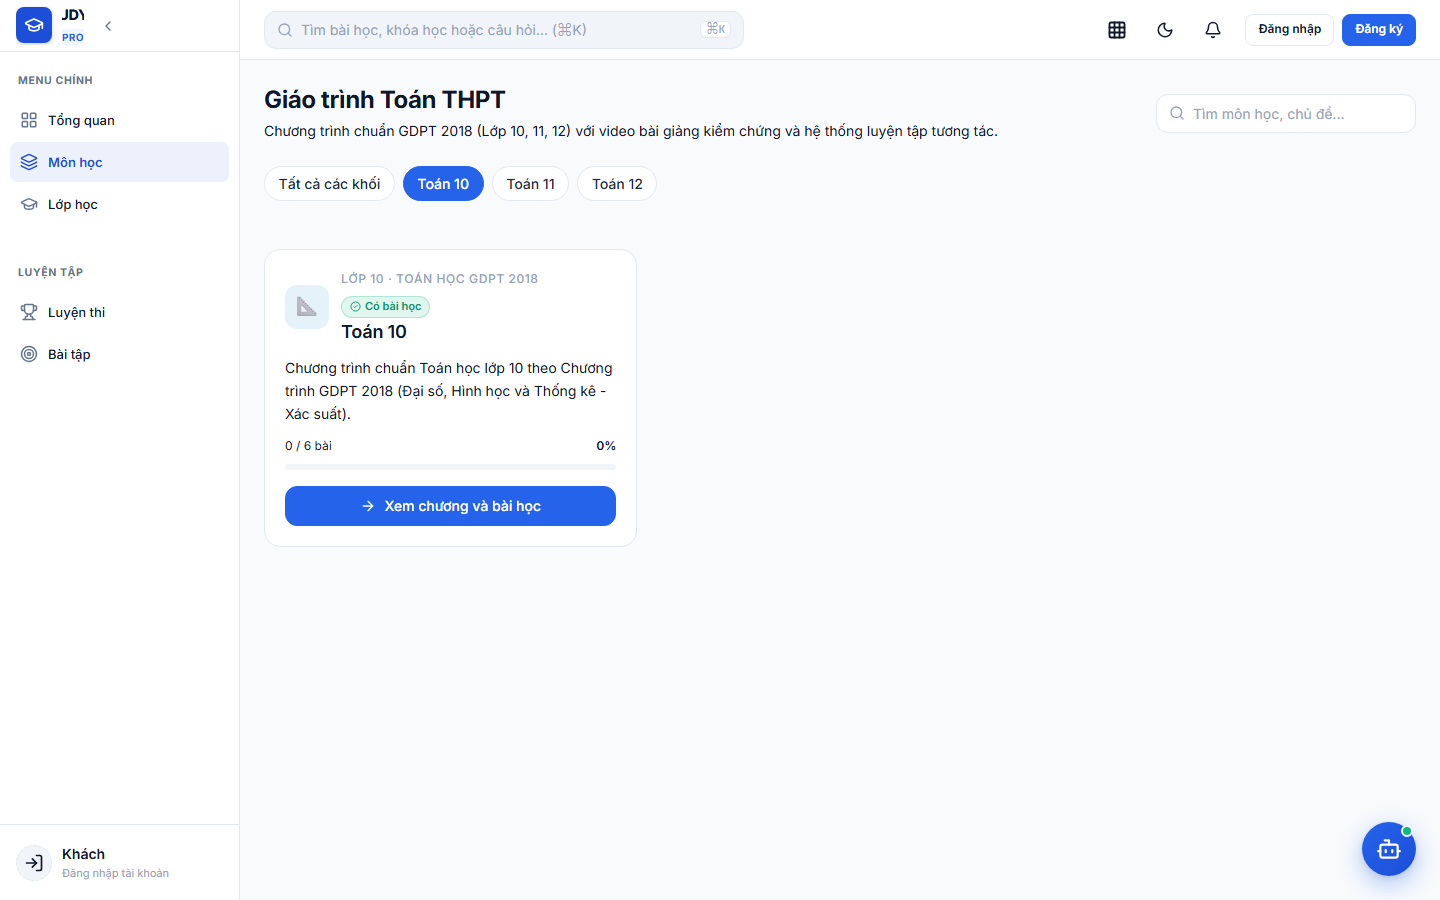 PRO
Tìm bài học, khóa học hoặc câu hỏi... (⌘K)
⌘K
Đăng nhập
Đăng ký
MENU CHÍNH
Tổng quan
Môn học
Lớp học
LUYỆN TẬP
Luyện thi
Bài tập
Giáo trình Toán THPT
Chương trình chuẩn GDPT 2018 (Lớp 10, 11, 12) với video bài giảng kiểm chứng và hệ thống luyện tập tương tác.
Tìm môn học, chủ đề...
Tất cả các khối
Toán 10
Toán 11
Toán 12
LỚP 10 · TOÁN HỌC GDPT 2018
Có bài học
Toán 10
Chương trình chuẩn Toán học lớp 10 theo Chương
trình GDPT 2018 (Đại số, Hình học và Thống kê -
Xác suất).
0 / 6 bài
0%
Xem chương và bài học
Khách
Đăng nhập tài khoản